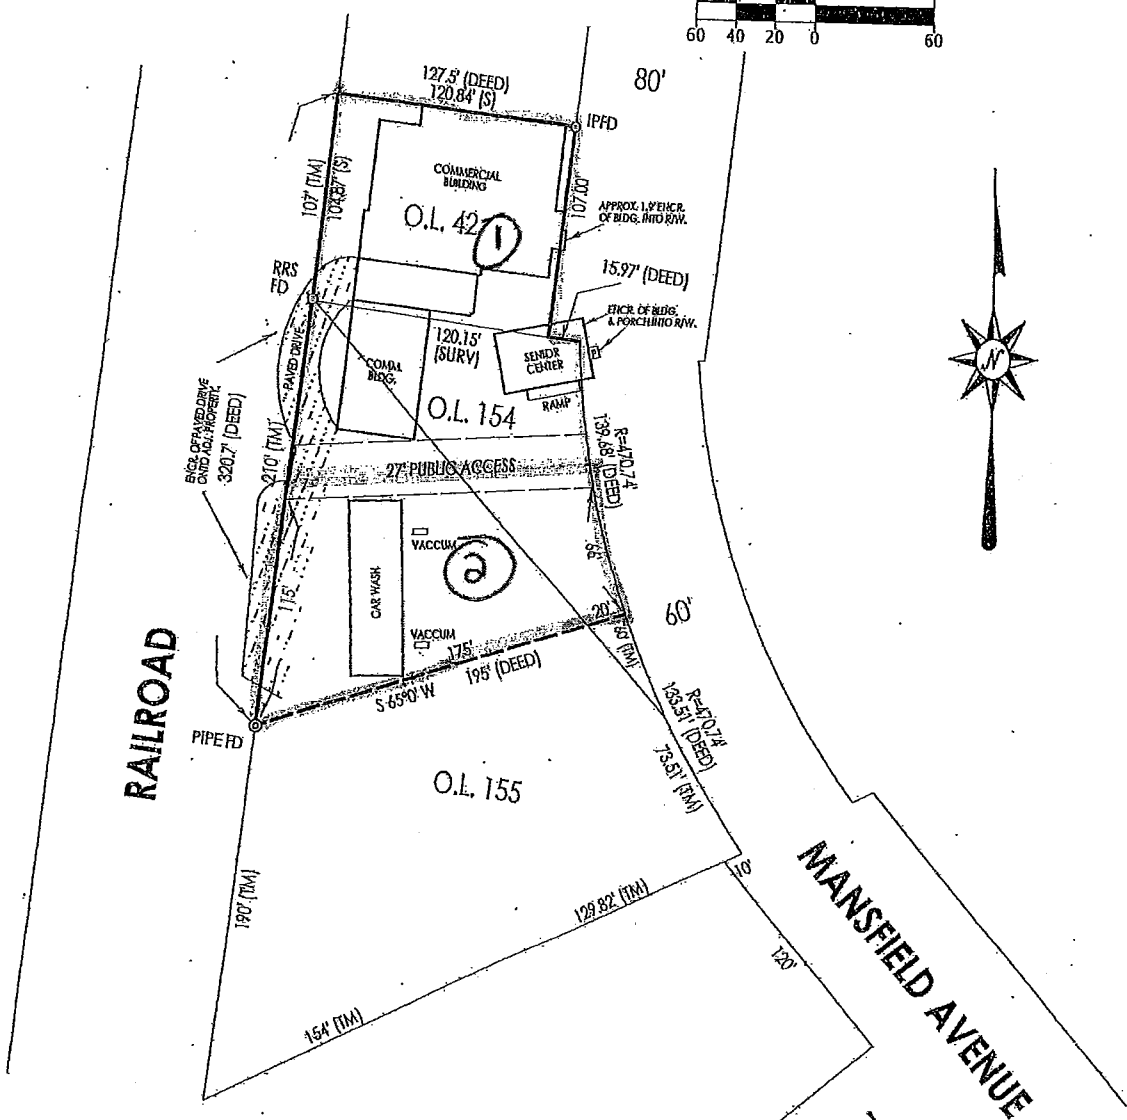 60 40 20 0 60
127.5' (DEED)
120.84' (S)
80'
IPFD
COMMERCIAL
BUILDING
107' (TM)
104.87' (S)
107.00'
O.L. 42
1
APPROX. 1.9' ENCR.
OF BLDG. INTO R/W.
RRS
FD
15.97' (DEED)
ENCR. OF BLDG.
& PORCH INTO R/W.
120.15'
(SURV)
SENIOR
CENTER
P
PAVED DRIVE
COMM.
BLDG.
RAMP
N
O.L. 154
ENCR. OF PAVED DRIVE
ONTO ADJ. PROPERTY.
320.7' (DEED)
210' (TM)
R=470.74'
139.68' (DEED)
27' PUBLIC ACCESS
VACCUM
2
CAR WASH
115'
20'
60'
VACCUM
175'
195' (DEED)
S 65°0' W
60' (TM)
RAILROAD
PIPE FD
R=470.74'
133.51' (DEED)
73.51' (TM)
O.L. 155
10'
190' (TM)
129.82' (TM)
120'
154' (TM)
MANSFIELD AVENUE